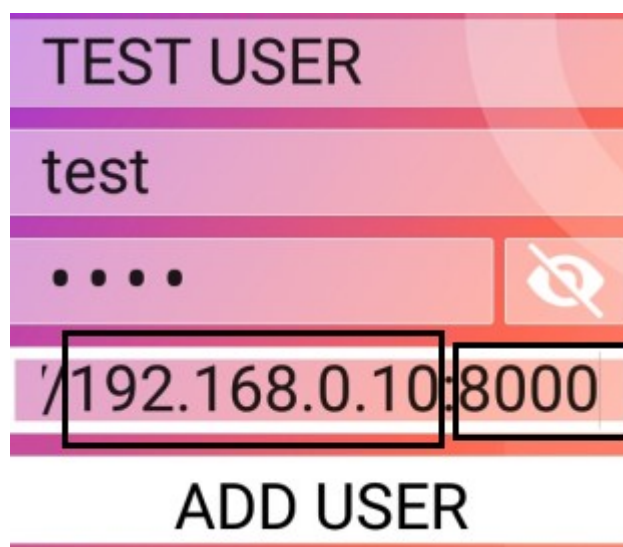 TEST USER
test
••••
/192.168.0.10:8000
ADD USER